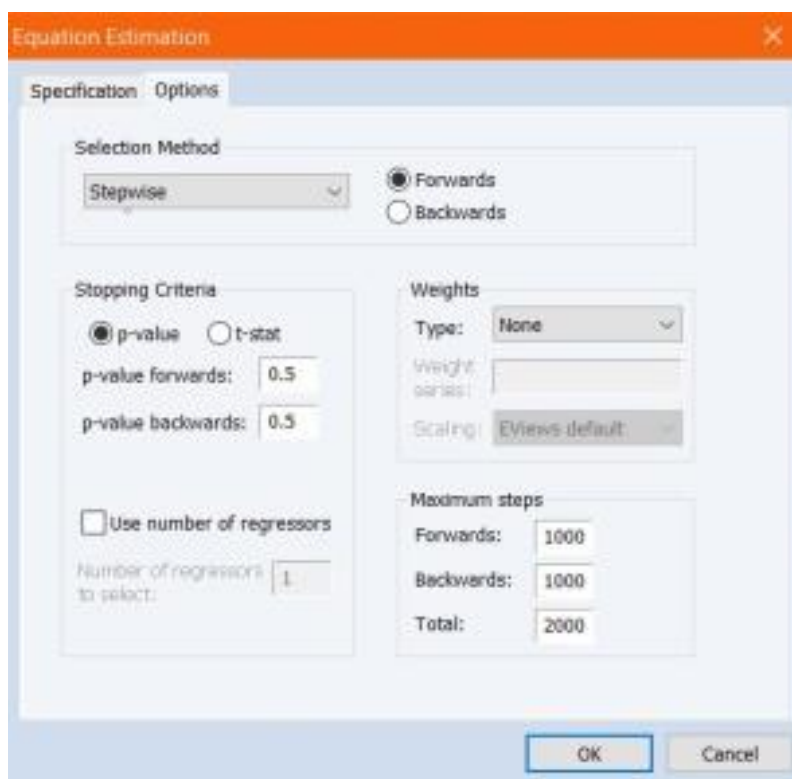 Equation Estimation
Specification Options
Selection Method
Stepwise
Forwards
Backwards
Stopping Criteria
p-value t-stat
p-value forwards: 0.5
p-value backwards: 0.5
Use number of regressors
Number of regressors to select: 1
Weights
Type: None
Weight series:
Scaling: EViews default
Maximum steps
Forwards: 1000
Backwards: 1000
Total: 2000
OK Cancel